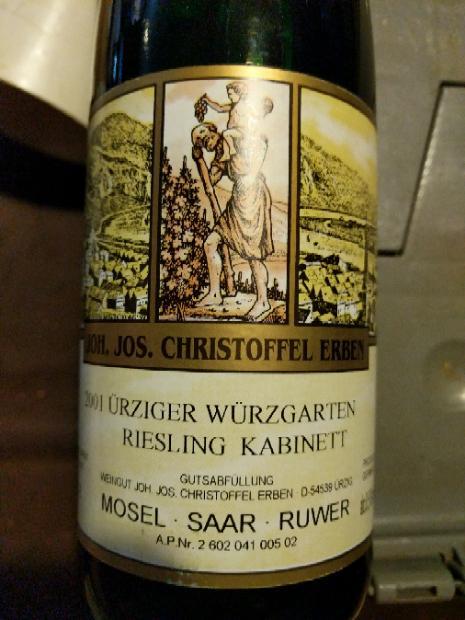 JOH. JOS. CHRISTOFFEL ERBEN
2001 ÜRZIGER WÜRZGARTEN
RIESLING KABINETT
GUTSABFÜLLUNG
WEINGUT JOH. JOS. CHRISTOFFEL ERBEN · D-54539 ÜRZIG
MOSEL · SAAR · RUWER
A.P.Nr. 2 602 041 005 02